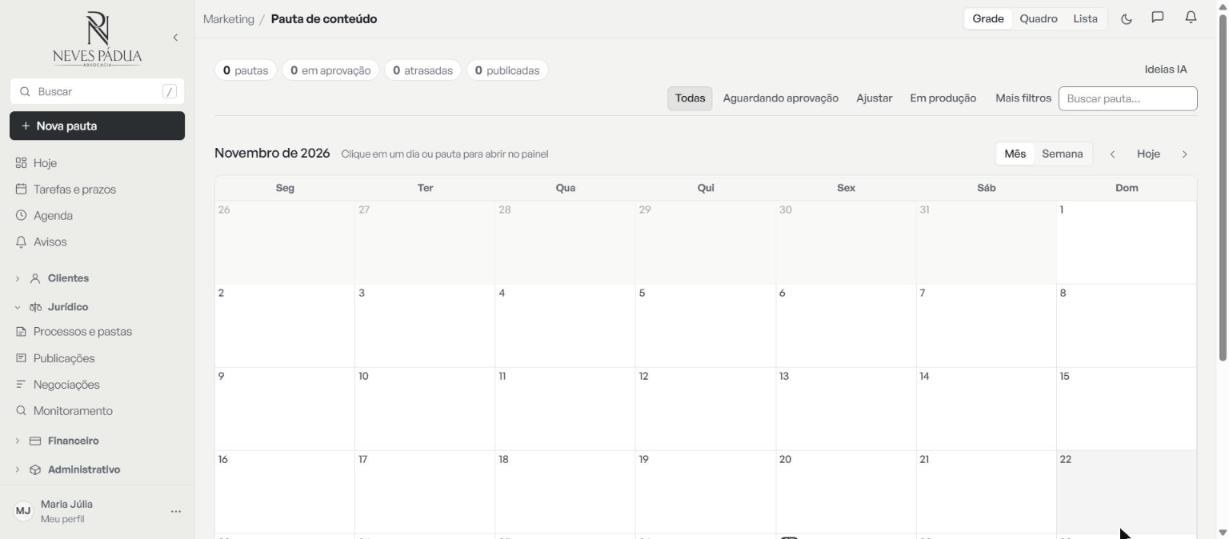 Marketing / Pauta de conteúdo
Grade Quadro Lista
NEVES PÁDUA
ADVOCACIA
Buscar /
+ Nova pauta
Hoje
Tarefas e prazos
Agenda
Avisos
Clientes
Jurídico
Processos e pastas
Publicações
Negociações
Monitoramento
Financeiro
Administrativo
MJ Maria Júlia
Meu perfil
0 pautas 0 em aprovação 0 atrasadas 0 publicadas
Ideias IA
Todas Aguardando aprovação Ajustar Em produção Mais filtros Buscar pauta...
Novembro de 2026 Clique em um dia ou pauta para abrir no painel
Mês Semana < Hoje >
Seg Ter Qua Qui Sex Sáb Dom
26 27 28 29 30 31 1
2 3 4 5 6 7 8
9 10 11 12 13 14 15
16 17 18 19 20 21 22